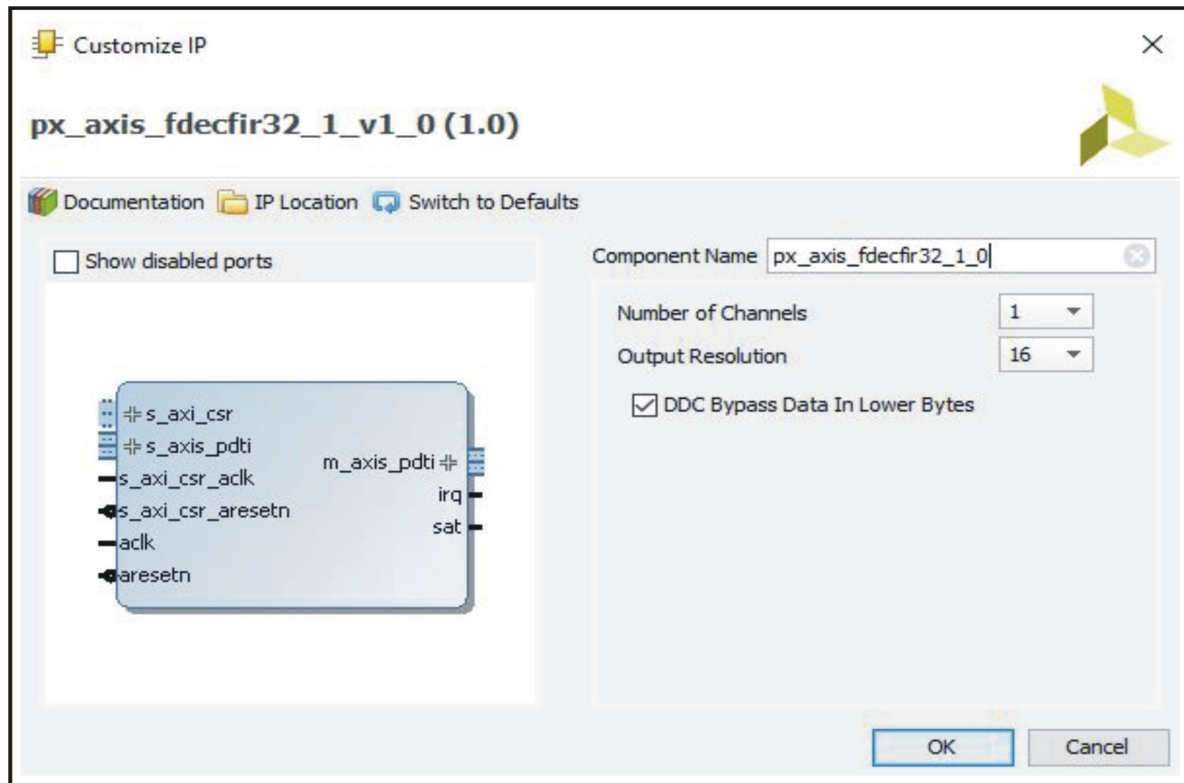 Customize IP
px_axis_fdecfir32_1_v1_0 (1.0)
Documentation IP Location Switch to Defaults
Show disabled ports
s_axi_csr
s_axis_pdti
s_axi_csr_aclk
s_axi_csr_aresetn
aclk
aresetn
m_axis_pdti
irq
sat
Component Name px_axis_fdecfir32_1_0
Number of Channels 1
Output Resolution 16
DDC Bypass Data In Lower Bytes
OK Cancel